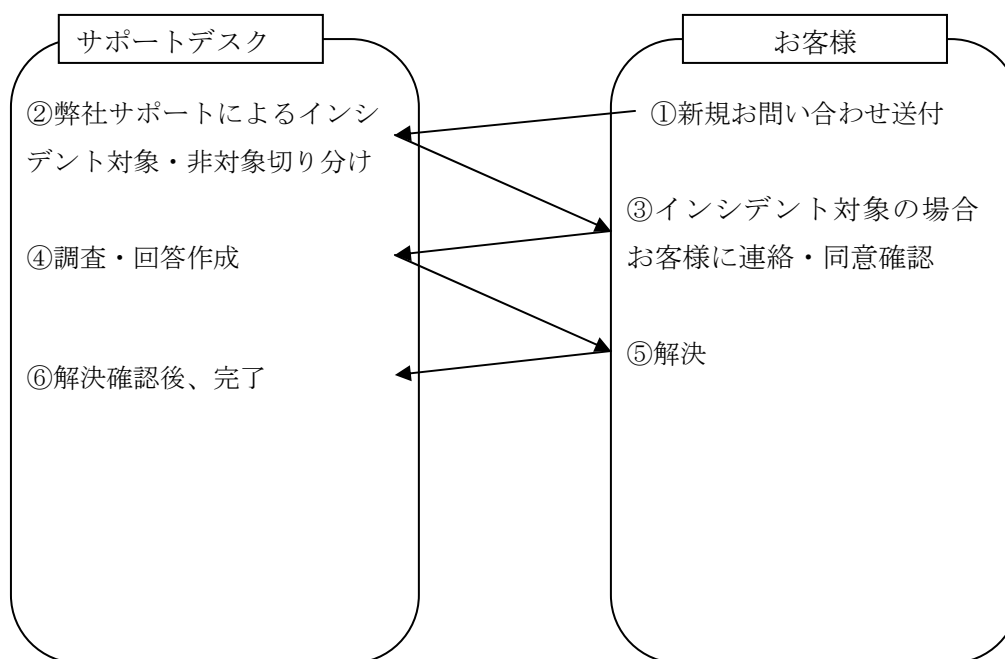 サポートデスク
お客様
②弊社サポートによるインシ
デント対象・非対象切り分け
①新規お問い合わせ送付
③インシデント対象の場合
お客様に連絡・同意確認
④調査・回答作成
⑤解決
⑥解決確認後、完了